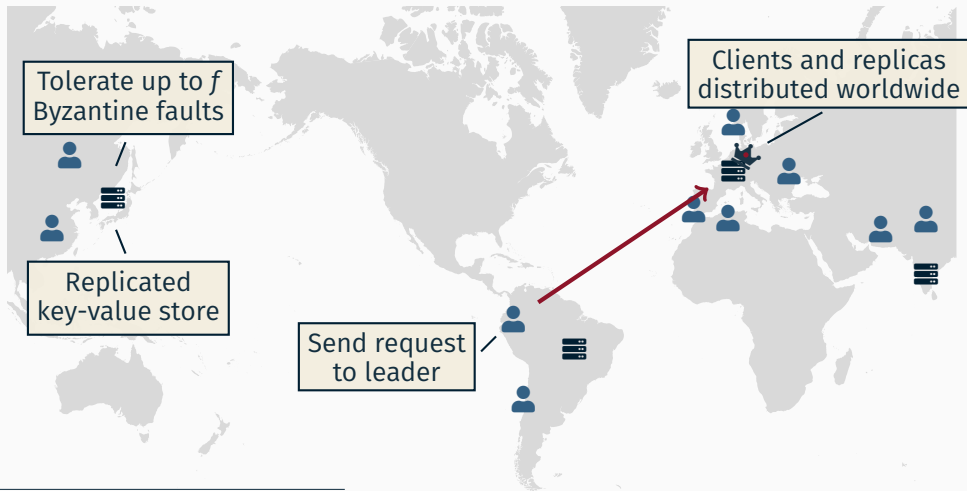 Tolerate up to f
Byzantine faults
Clients and replicas
distributed worldwide
Replicated
key-value store
Send request
to leader